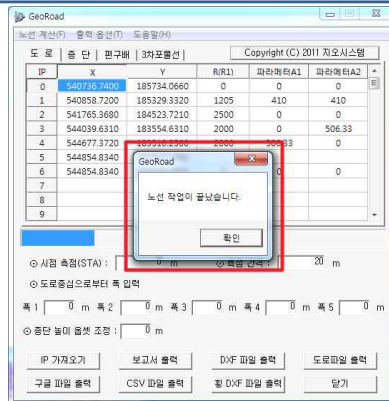 GeoRoad
노선 계산(F) 출력 옵션(T) 도움말(H)
도 로 종 단 편구배 3차포물선 Copyright (C) 2011 지오시스템
IP X Y R(R1) 파라메터A1 파라메터A2
0 540736.7400 185734.0660 0 0 0
1 540858.7200 185329.3320 1205 410 410
2 541765.3680 184523.7210 2500 0 0
3 544039.6310 183554.6310 2000 0 506.33
4 544677.3720 0
5 544854.8340 0
6 544854.8340 0
7
8
9
GeoRoad
노선 작업이 끝났습니다.
확인
⊙ 시점 측점(STA) : 0 m ⊙ 측점 간격 : 20 m
⊙ 도로중심으로부터 폭 입력
폭 1 0 m 폭 2 0 m 폭 3 0 m 폭 4 0 m 폭 5 0 m
⊙ 종단 높이 옵셋 조정 : 0 m
IP 가져오기 보고서 출력 DXF 파일 출력 도로파일 출력
구글 파일 출력 CSV 파일 출력 횡 DXF 파일 출력 닫기